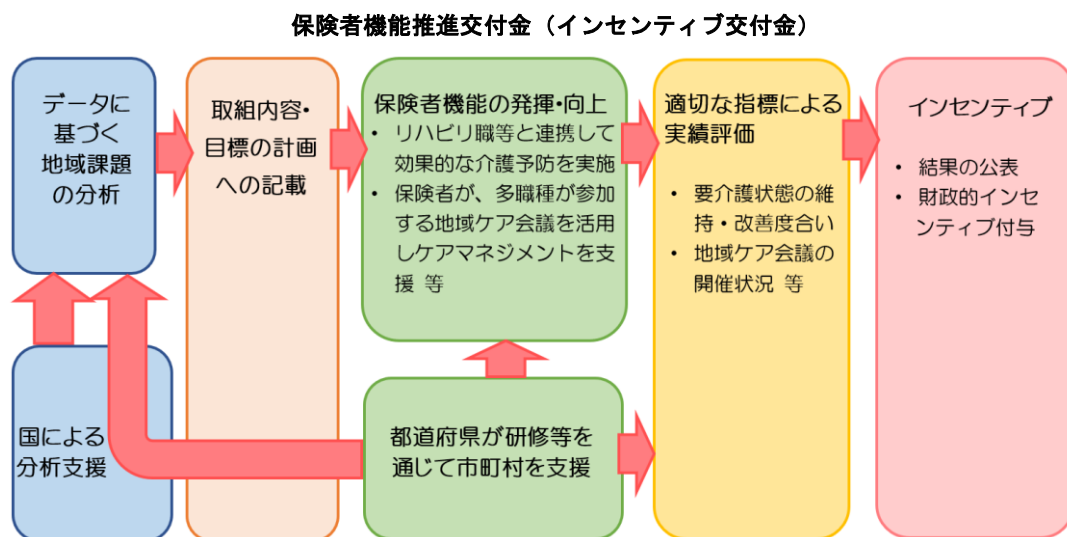 保険者機能推進交付金（インセンティブ交付金）
データに
基づく
地域課題
の分析
取組内容・
目標の計画
への記載
保険者機能の発揮・向上
• リハビリ職等と連携して
効果的な介護予防を実施
• 保険者が、多職種が参加
する地域ケア会議を活用
しケアマネジメントを支
援 等
適切な指標による
実績評価
• 要介護状態の維
持・改善度合い
• 地域ケア会議の
開催状況 等
インセンティブ
• 結果の公表
• 財政的インセ
ンティブ付与
国による
分析支援
都道府県が研修等を
通じて市町村を支援